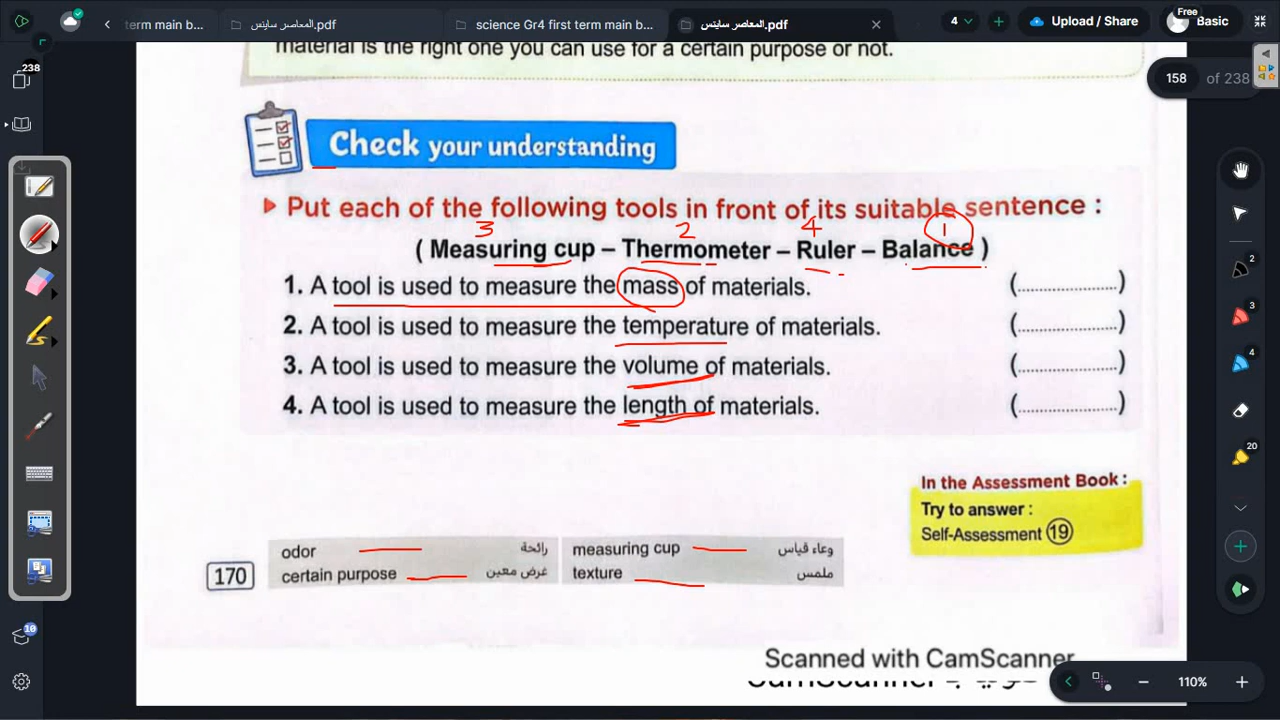 term main b...
المعاصر ساينس.pdf
science Gr4 first term main b...
المعاصر ساينس.pdf
4
Upload / Share
Free
Basic
238
158 of 238
material is the right one you can use for a certain purpose or not.
Check your understanding
Put each of the following tools in front of its suitable sentence :
3 2 4 1
( Measuring cup – Thermometer – Ruler – Balance )
1. A tool is used to measure the mass of materials. (......................)
2. A tool is used to measure the temperature of materials. (......................)
3. A tool is used to measure the volume of materials. (......................)
4. A tool is used to measure the length of materials. (......................)
In the Assessment Book :
Try to answer :
Self-Assessment 19
odor رائحة measuring cup وعاء قياس
certain purpose غرض معين texture ملمس
170
Scanned with CamScanner
CamScanner
2
3
4
20
10
110%